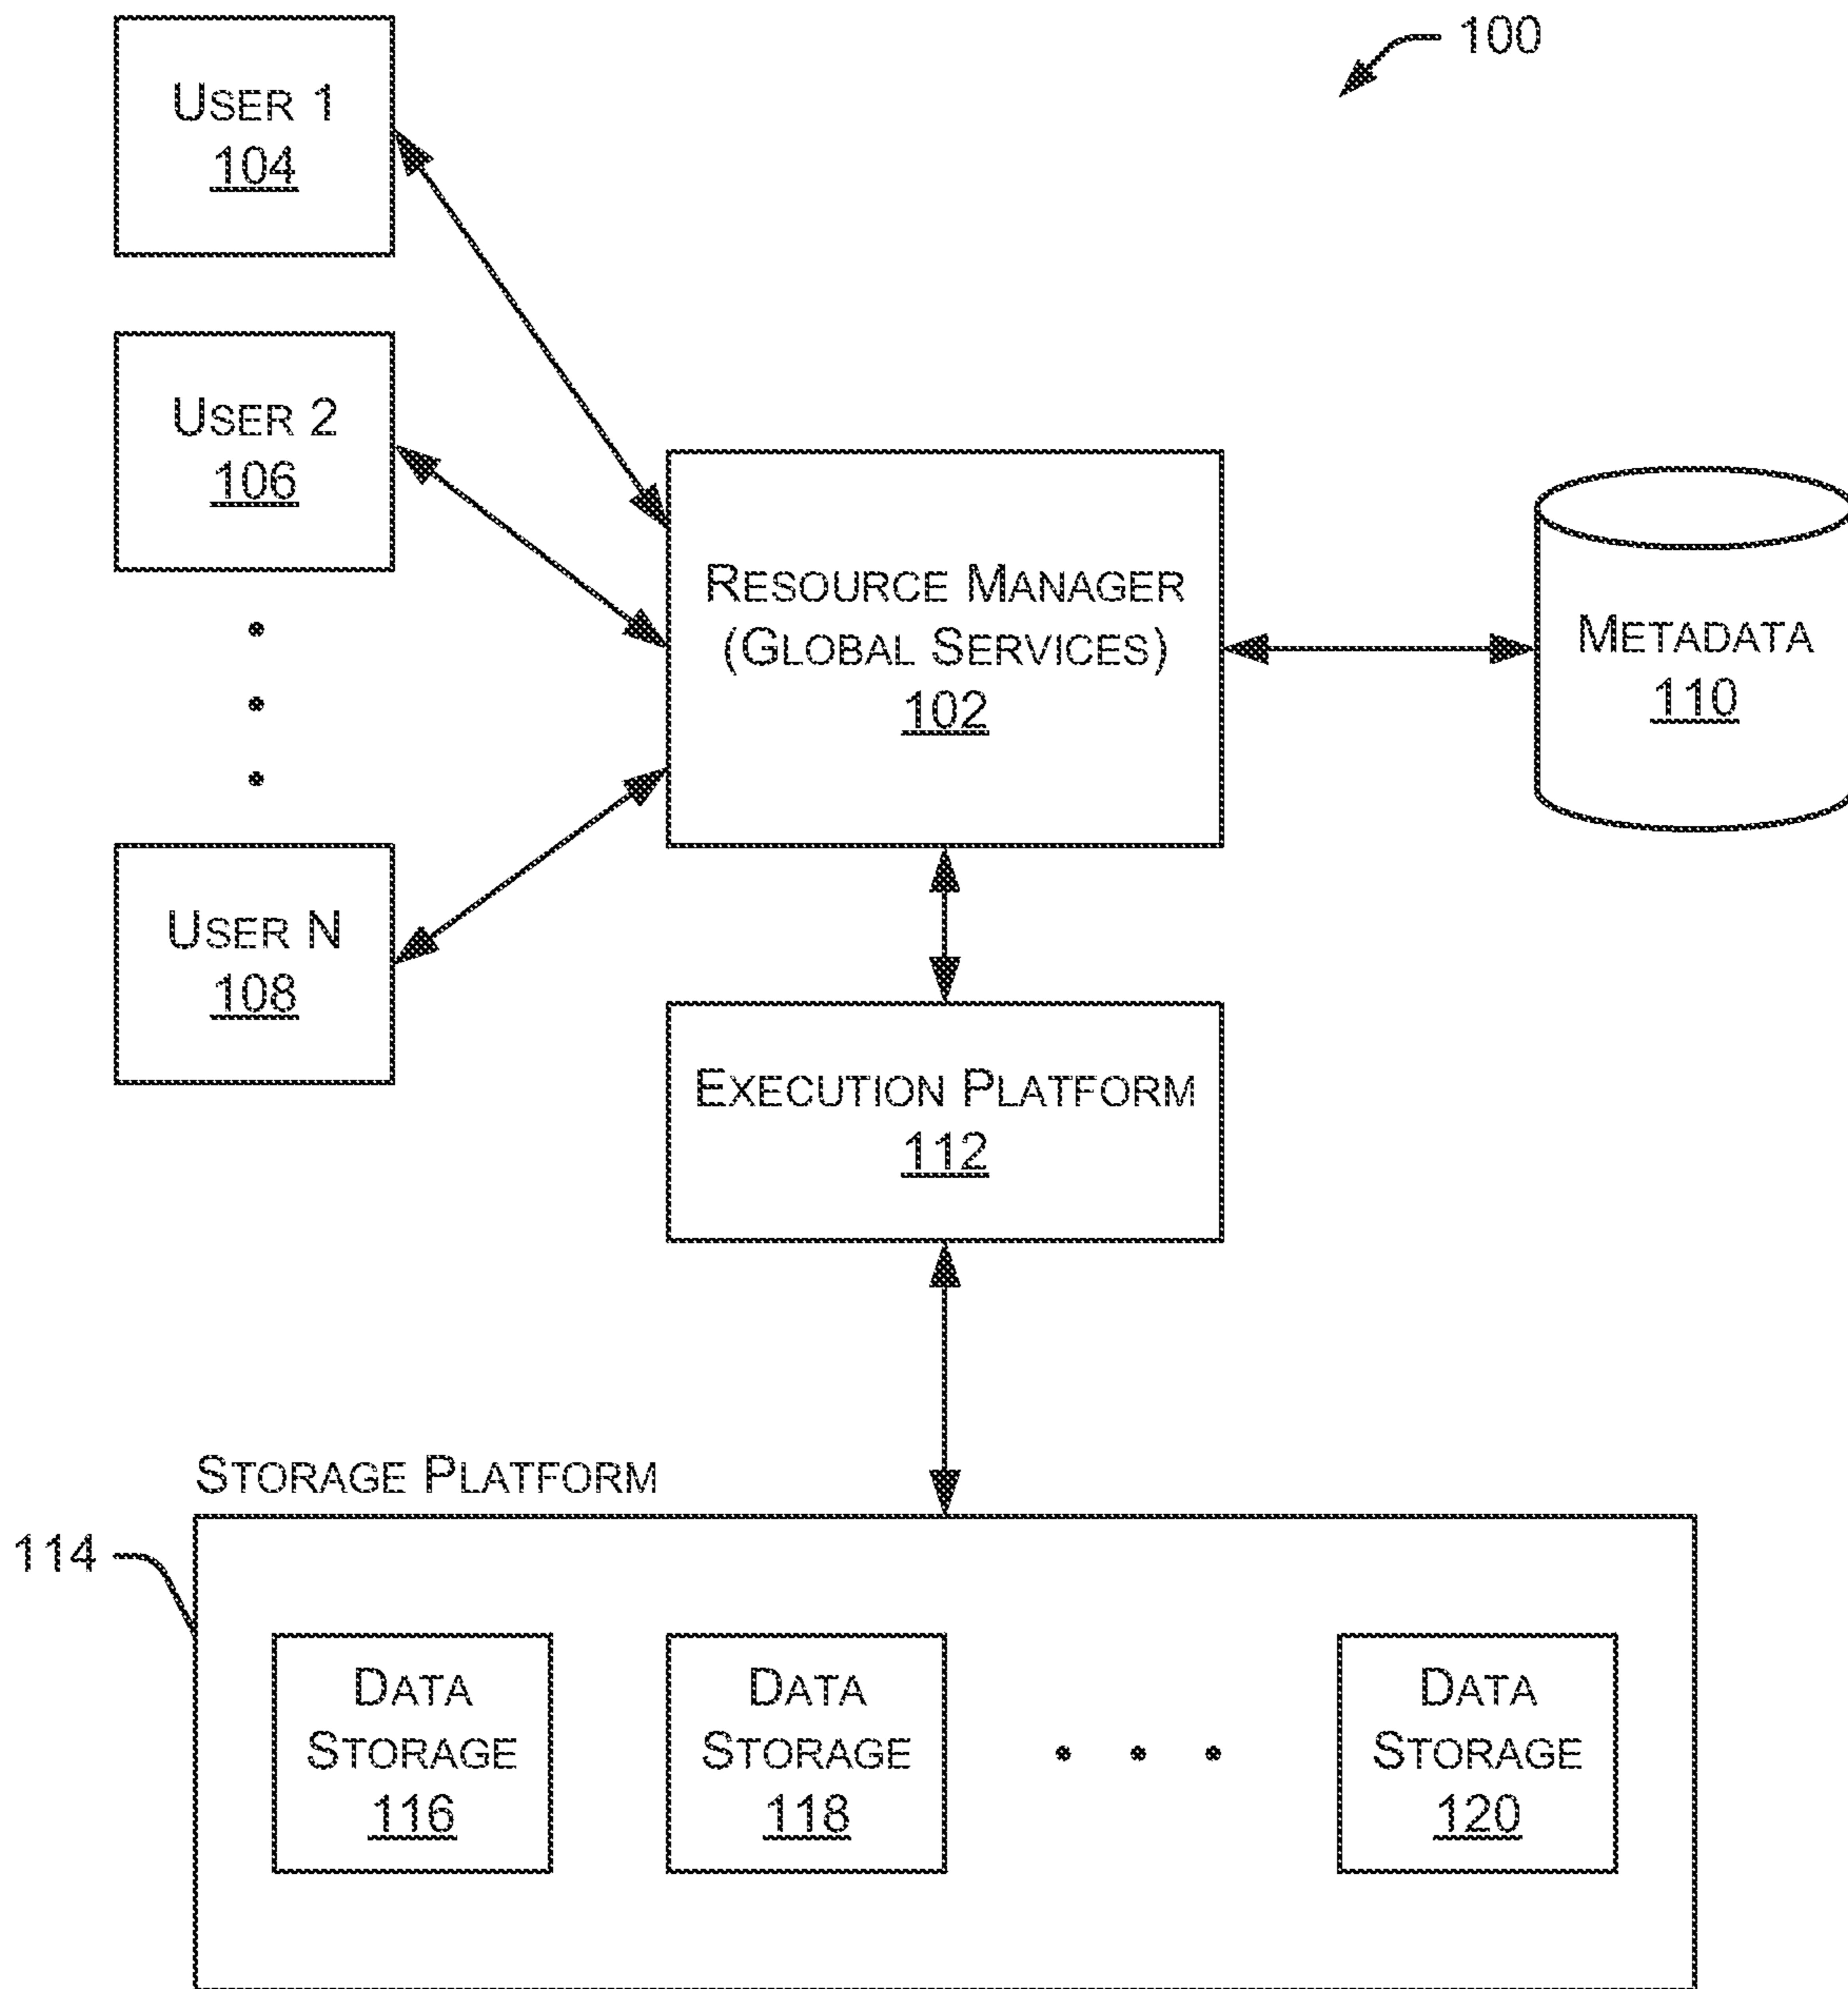 100
USER 1
104
USER 2
106
USER N
108
RESOURCE MANAGER
(GLOBAL SERVICES)
102
METADATA
110
EXECUTION PLATFORM
112
STORAGE PLATFORM
114
DATA
STORAGE
116
DATA
STORAGE
118
DATA
STORAGE
120